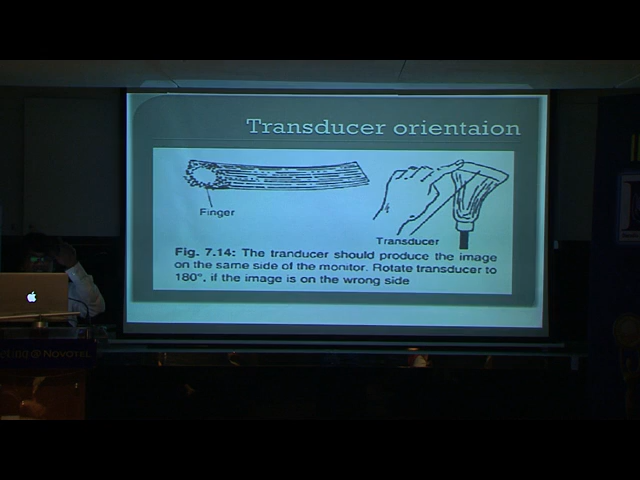 Transducer orientaion
Finger
Transducer
Fig. 7.14: The tranducer should produce the image
on the same side of the monitor. Rotate transducer to
180°, if the image is on the wrong side
@ NOVOTEL